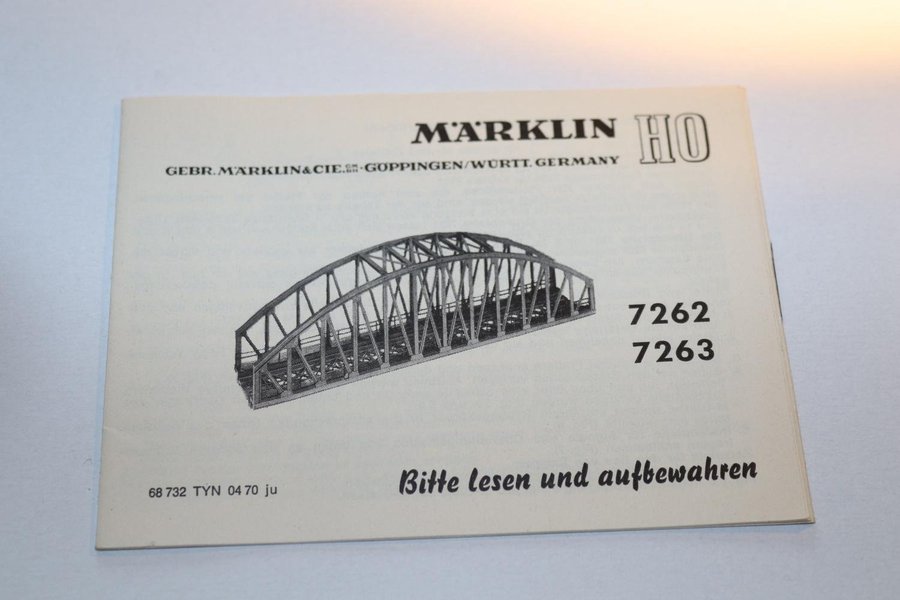 MÄRKLIN HO
GEBR. MÄRKLIN & CIE. GMBH · GÖPPINGEN/WÜRTT. GERMANY
7262
7263
Bitte lesen und aufbewahren
68 732 TYN 04 70 ju